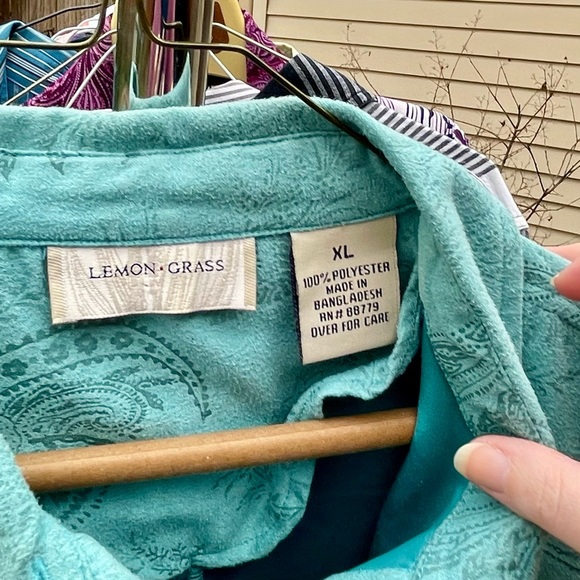 LEMON·GRASS
XL
100% POLYESTER
MADE IN
BANGLADESH
RN# 88779
OVER FOR CARE